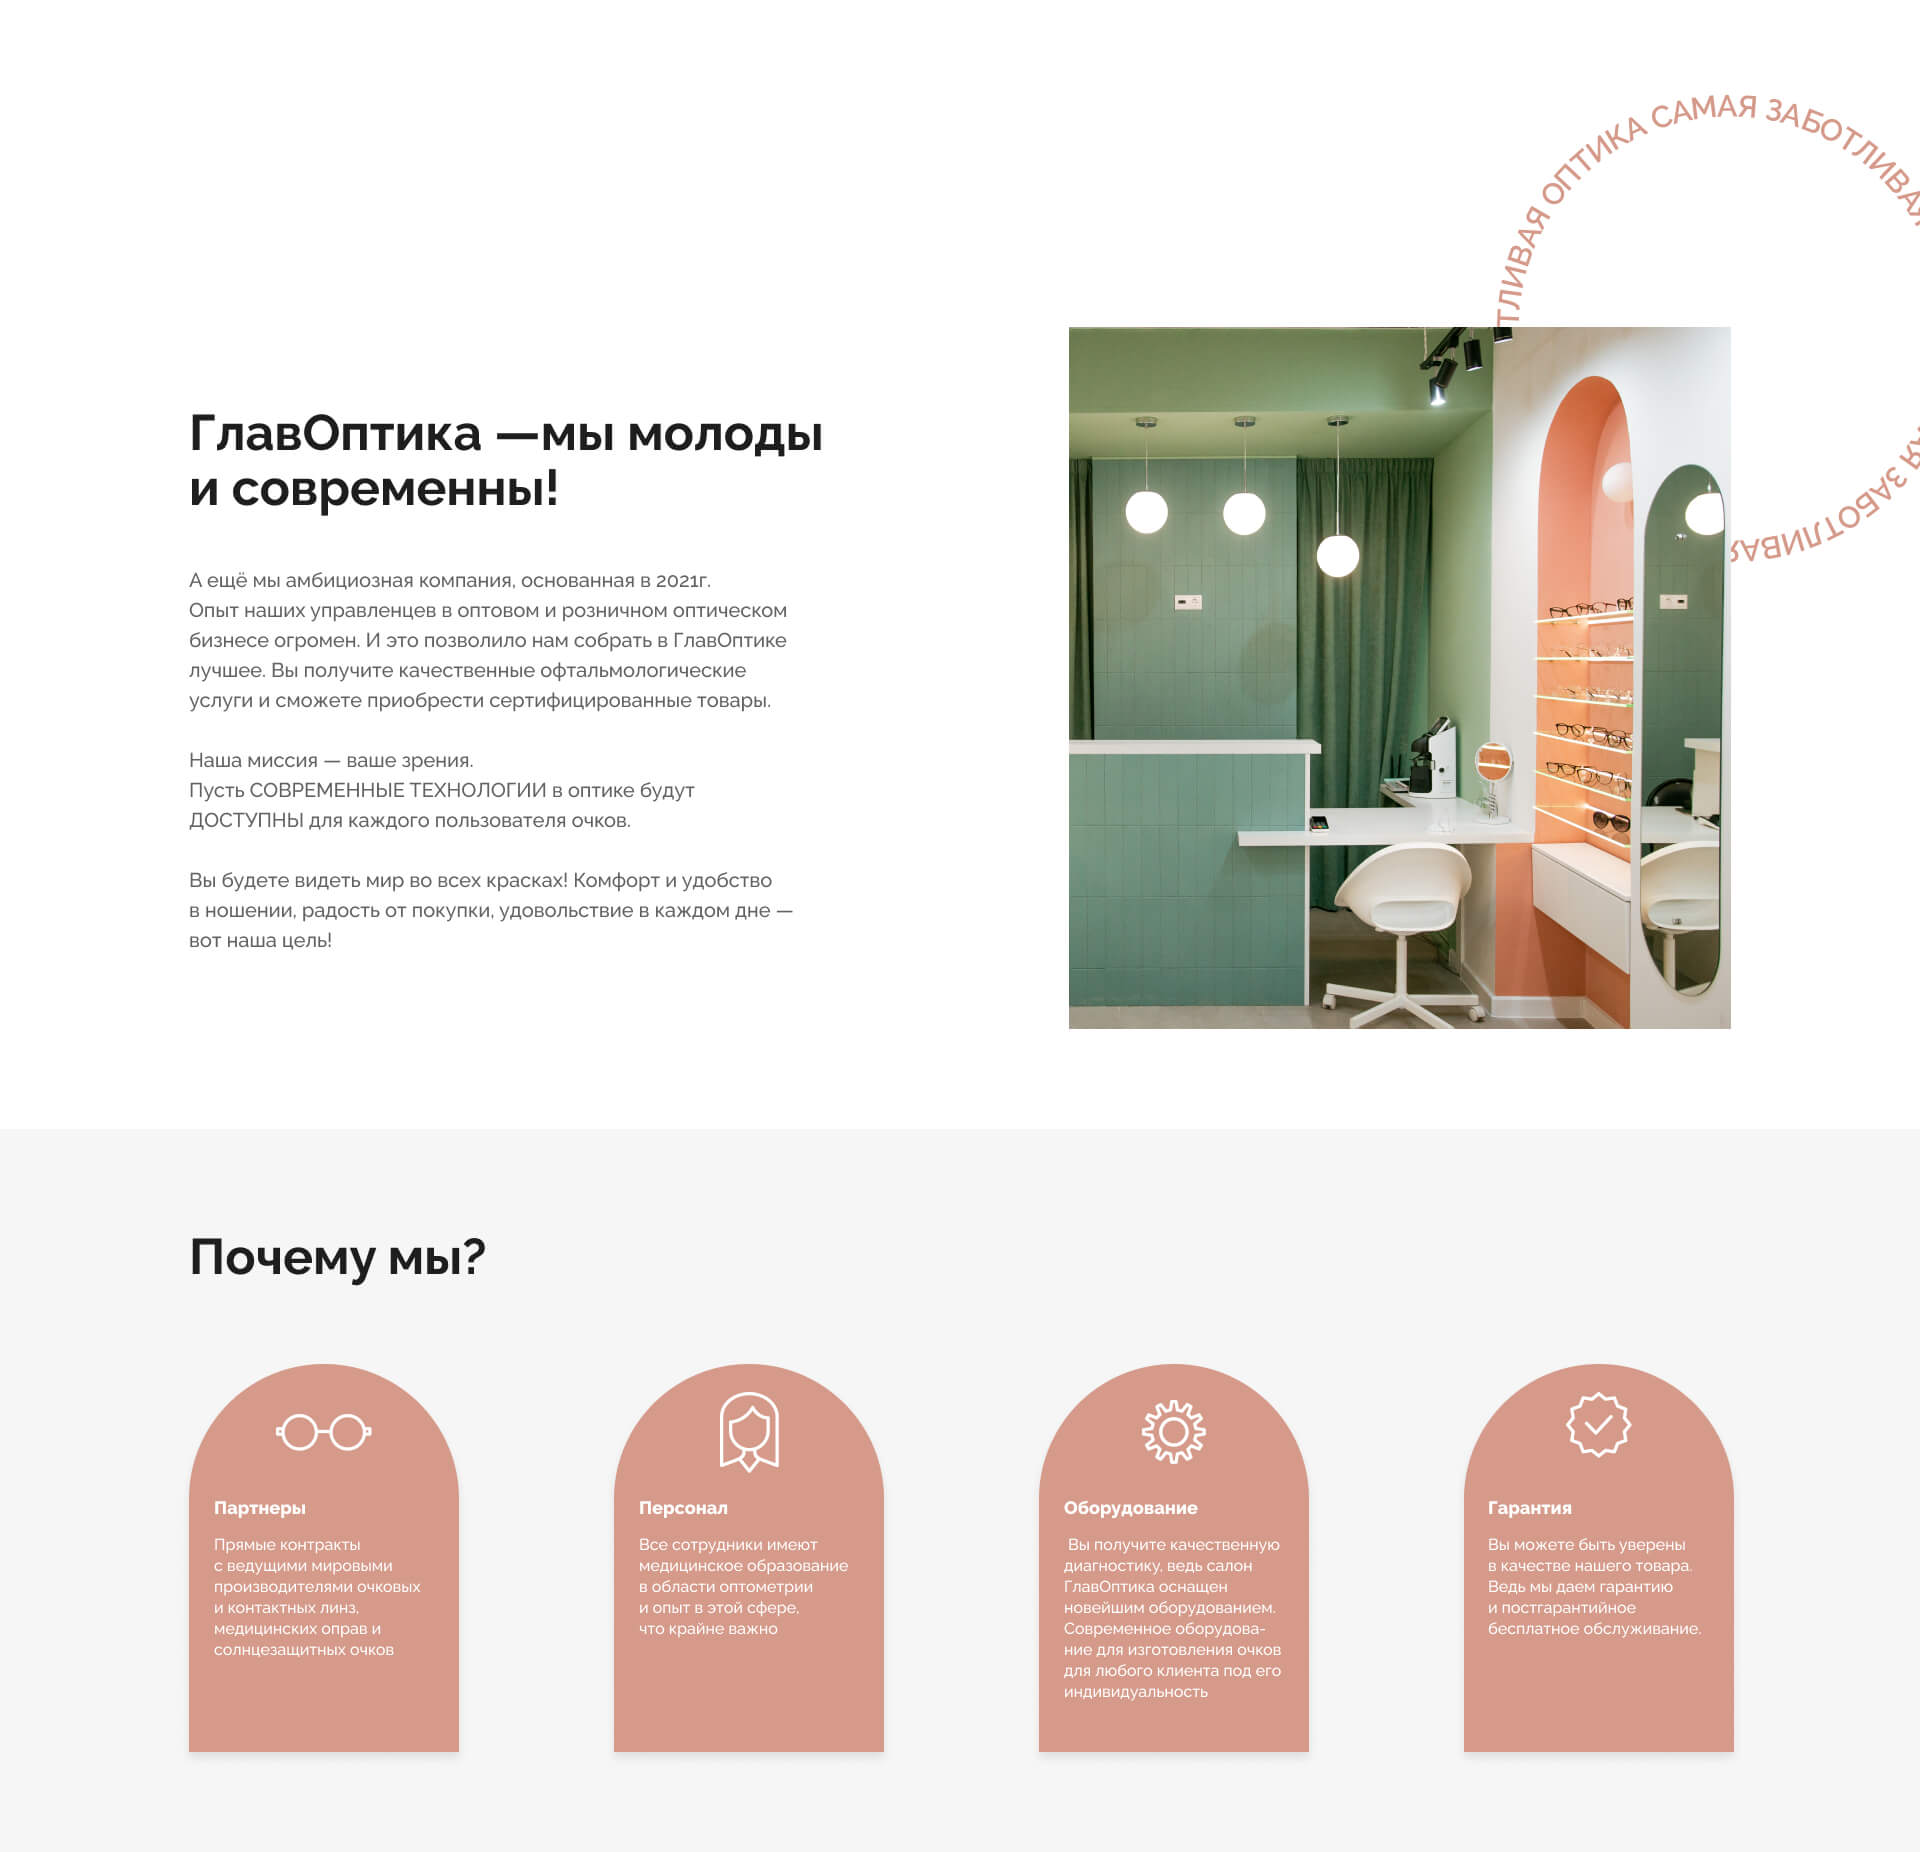 ТЛИВАЯ ОПТИКА САМАЯ ЗАБОТЛИВАЯ
ЗАБОТЛИВАЯ
ГлавОптика —мы молоды
и современны!
А ещё мы амбициозная компания, основанная в 2021г.
Опыт наших управленцев в оптовом и розничном оптическом
бизнесе огромен. И это позволило нам собрать в ГлавОптике
лучшее. Вы получите качественные офтальмологические
услуги и сможете приобрести сертифицированные товары.
Наша миссия — ваше зрения.
Пусть СОВРЕМЕННЫЕ ТЕХНОЛОГИИ в оптике будут
ДОСТУПНЫ для каждого пользователя очков.
Вы будете видеть мир во всех красках! Комфорт и удобство
в ношении, радость от покупки, удовольствие в каждом дне —
вот наша цель!
Почему мы?
Партнеры
Прямые контракты
с ведущими мировыми
производителями очковых
и контактных линз,
медицинских оправ и
солнцезащитных очков
Персонал
Все сотрудники имеют
медицинское образование
в области оптометрии
и опыт в этой сфере,
что крайне важно
Оборудование
Вы получите качественную
диагностику, ведь салон
ГлавОптика оснащен
новейшим оборудованием.
Современное оборудова-
ние для изготовления очков
для любого клиента под его
индивидуальность
Гарантия
Вы можете быть уверены
в качестве нашего товара.
Ведь мы даем гарантию
и постгарантийное
бесплатное обслуживание.